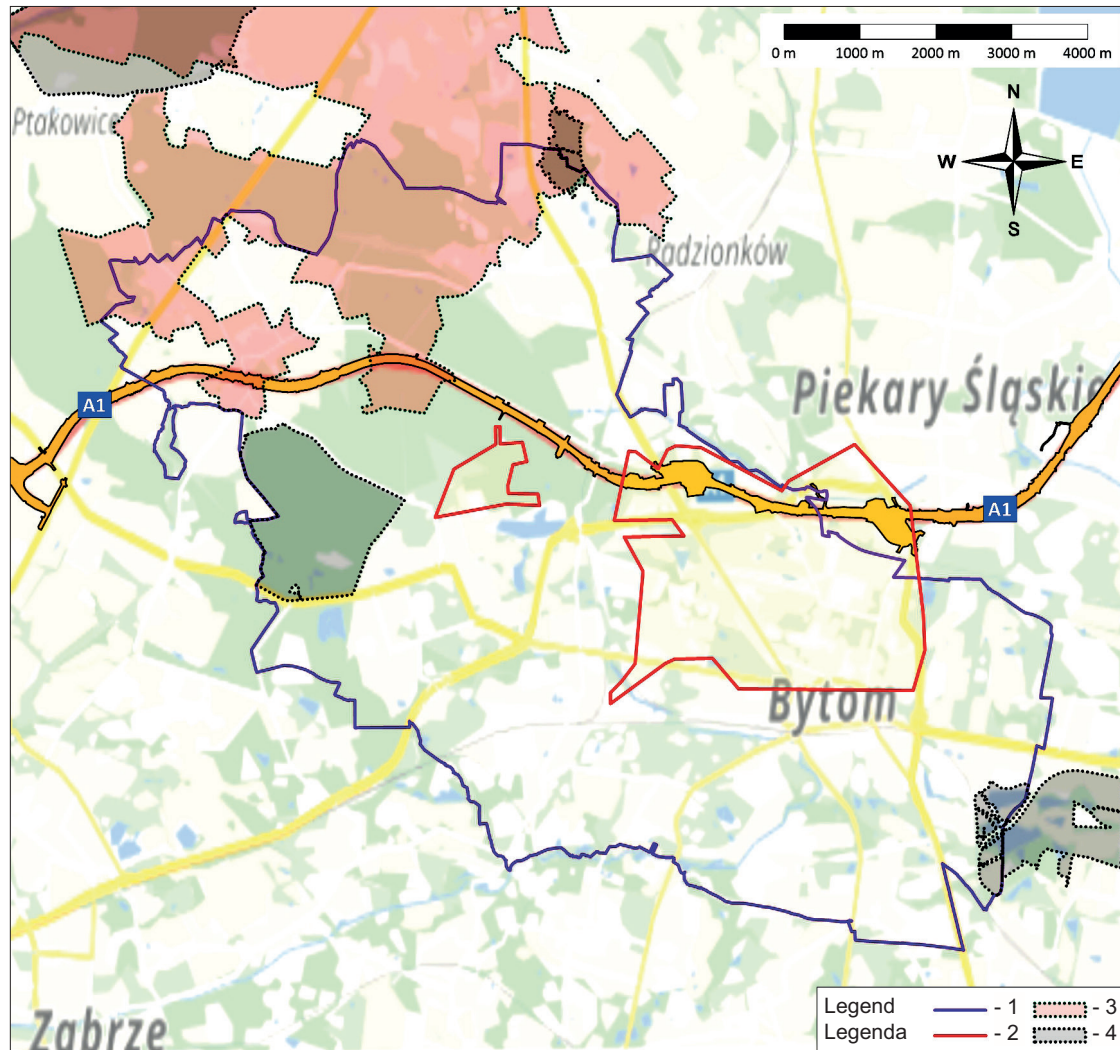 0 m 1000 m 2000 m 3000 m 4000 m
Ptakowice
N
W E
S
Radzionków
Piekary Śląskie
A1
A1
Bytom
Zabrze
Legend - 1 - 3
Legenda - 2 - 4